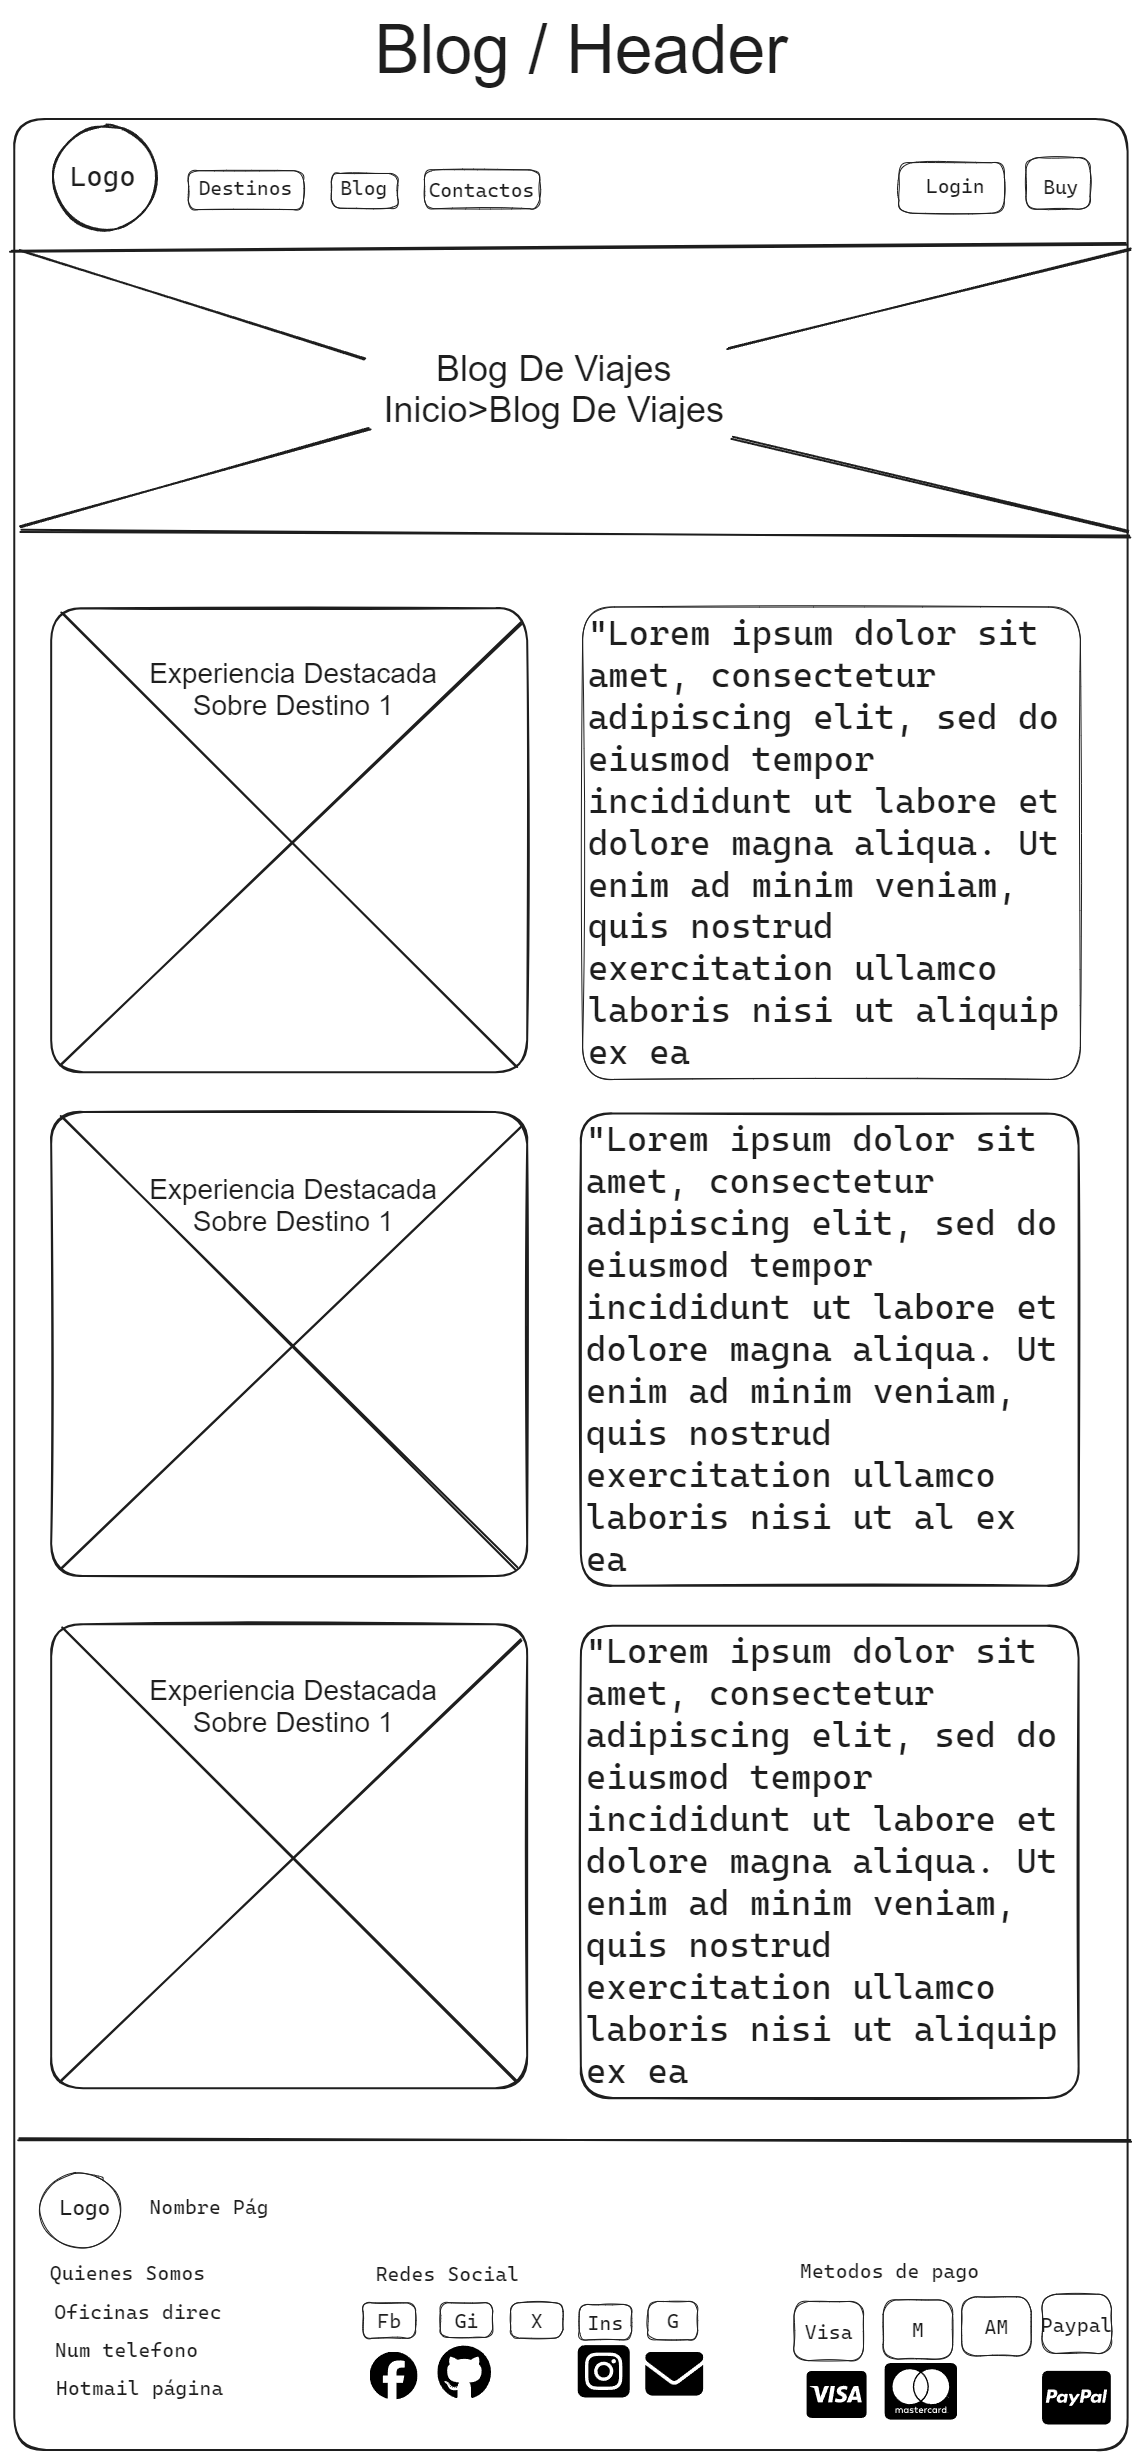 Blog / Header
Logo
Destinos
Blog
Contactos
Login
Buy
Blog De Viajes
Inicio>Blog De Viajes
Experiencia Destacada
Sobre Destino 1
"Lorem ipsum dolor sit
amet, consectetur
adipiscing elit, sed do
eiusmod tempor
incididunt ut labore et
dolore magna aliqua. Ut
enim ad minim veniam,
quis nostrud
exercitation ullamco
laboris nisi ut aliquip
ex ea
Experiencia Destacada
Sobre Destino 1
"Lorem ipsum dolor sit
amet, consectetur
adipiscing elit, sed do
eiusmod tempor
incididunt ut labore et
dolore magna aliqua. Ut
enim ad minim veniam,
quis nostrud
exercitation ullamco
laboris nisi ut al ex
ea
Experiencia Destacada
Sobre Destino 1
"Lorem ipsum dolor sit
amet, consectetur
adipiscing elit, sed do
eiusmod tempor
incididunt ut labore et
dolore magna aliqua. Ut
enim ad minim veniam,
quis nostrud
exercitation ullamco
laboris nisi ut aliquip
ex ea
Logo
Nombre Pág
Quienes Somos
Oficinas direc
Num telefono
Hotmail página
Redes Social
Fb
Gi
X
Ins
G
Metodos de pago
Visa
M
AM
Paypal
VISA
mastercard
PayPal